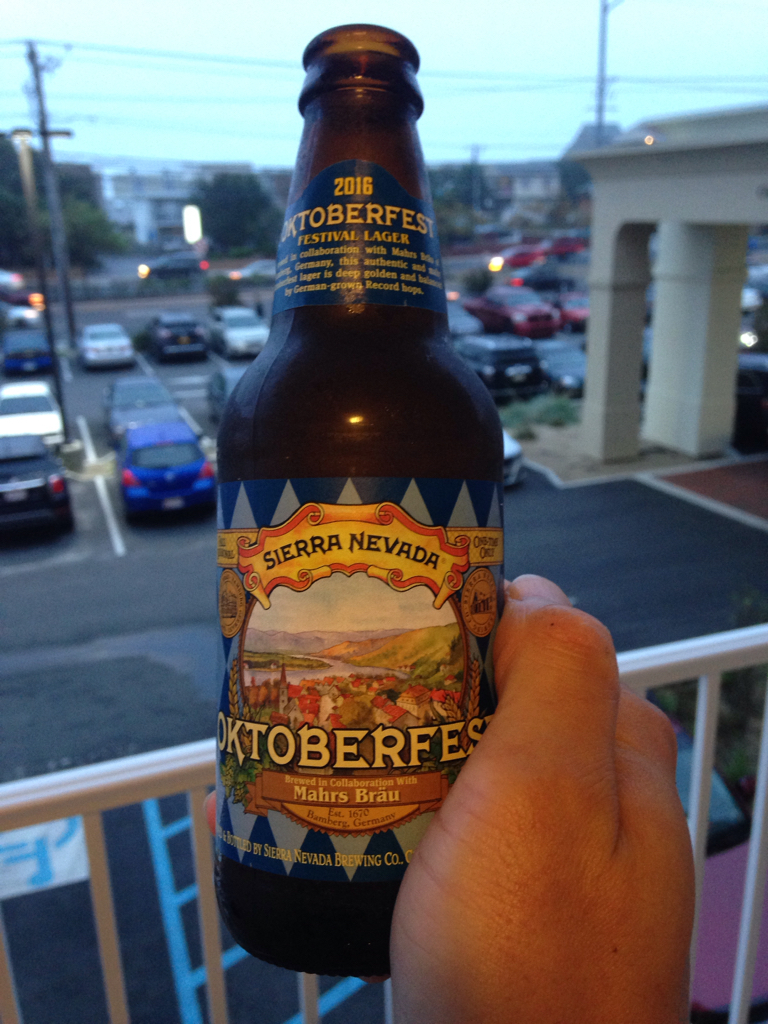 2016
OKTOBERFEST
FESTIVAL LAGER
in collaboration with Mahrs
Germany, this authentic and
lager is deep golden and
by German-grown Record hops.
SIERRA NEVADA
OKTOBERFES
Brewed in Collaboration With
Mahrs Bräu
Est. 1670
Bamberg, Germany
& BOTTLED BY SIERRA NEVADA BREWING CO., C